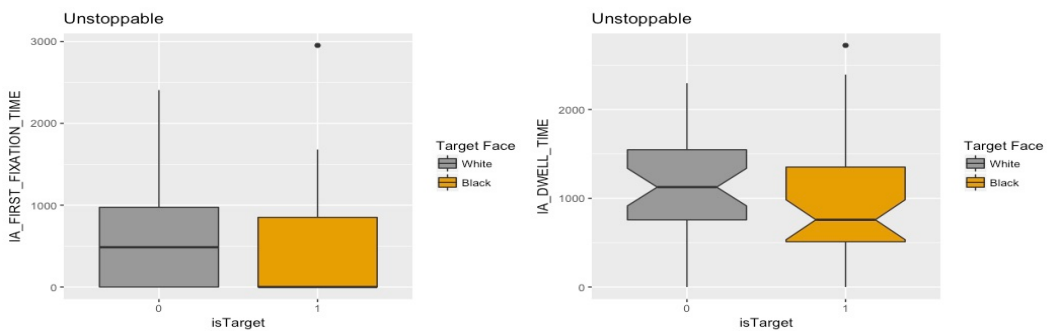 Unstoppable
3000
2000
1000
0
IA_FIRST_FIXATION_TIME
0
1
isTarget
Target Face
White
Black
Unstoppable
2000
1000
0
IA_DWELL_TIME
0
1
isTarget
Target Face
White
Black